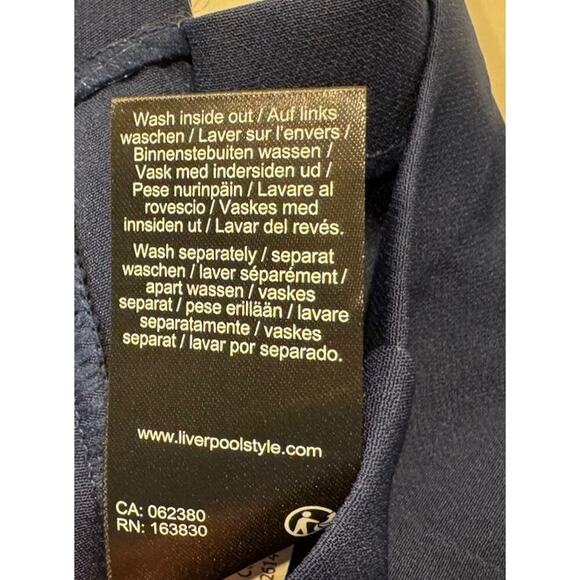 Wash inside out / Auf links
waschen / Laver sur l'envers /
Binnenstebuiten wassen /
Vask med indersiden ud /
Pese nurinpäin / Lavare al
rovescio / Vaskes med
innsiden ut / Lavar del revés.
Wash separately / separat
waschen / laver séparément /
apart wassen / vaskes
separat / pese erillään / lavare
separatamente / vaskes
separat / lavar por separado.
www.liverpoolstyle.com
CA: 062380
RN: 163830